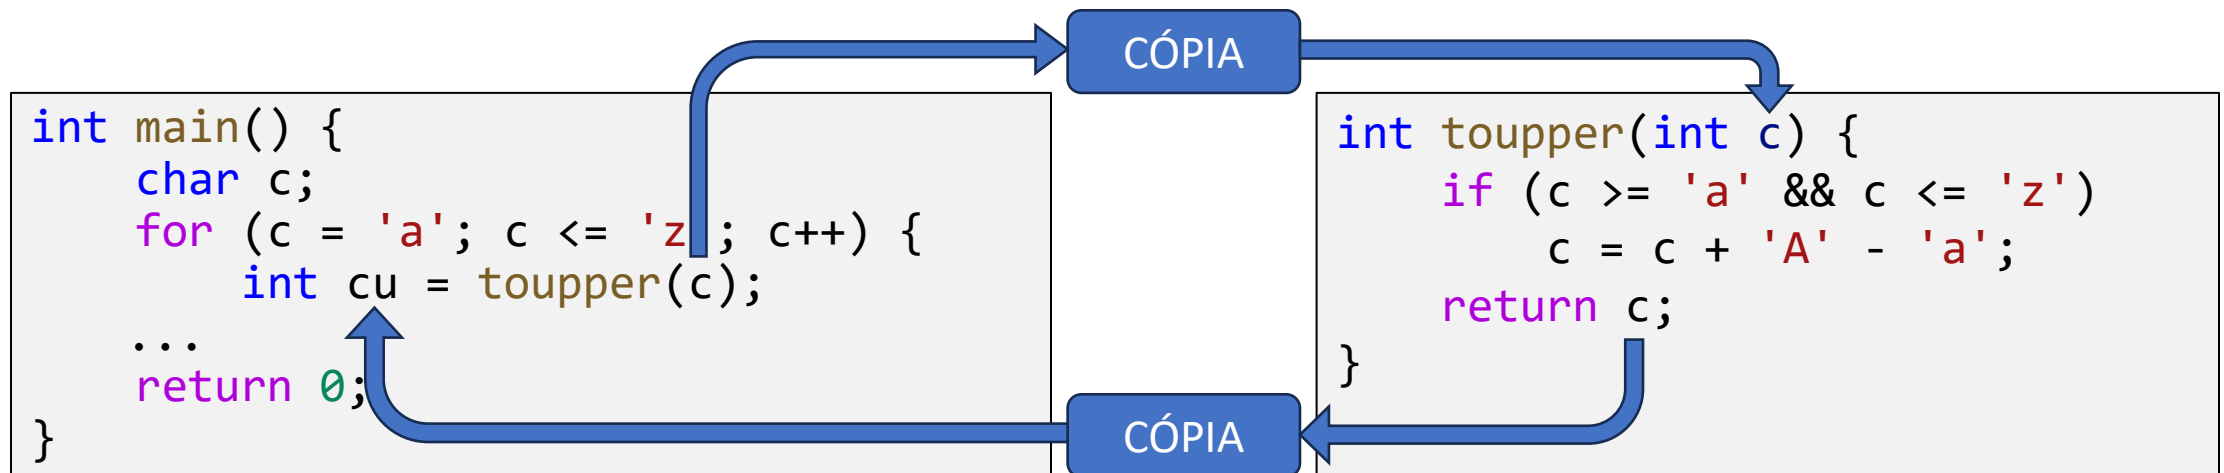 CÓPIA
int main() {
    char c;
    for (c = 'a'; c <= 'z ; c++) {
        int cu = toupper(c);
    ...
    return 0;
}
int toupper(int c) {
    if (c >= 'a' && c <= 'z')
        c = c + 'A' - 'a';
    return c;
}
CÓPIA